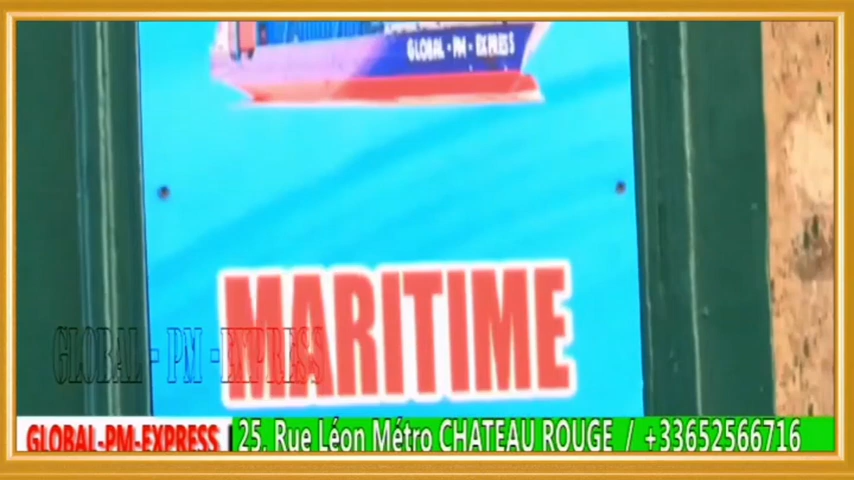 GLOBAL - PM - EXPRESS
MARITIME
GLOBAL - PM - EXPRESS
GLOBAL-PM-EXPRESS
25, Rue Léon Métro CHATEAU ROUGE / +33652566716